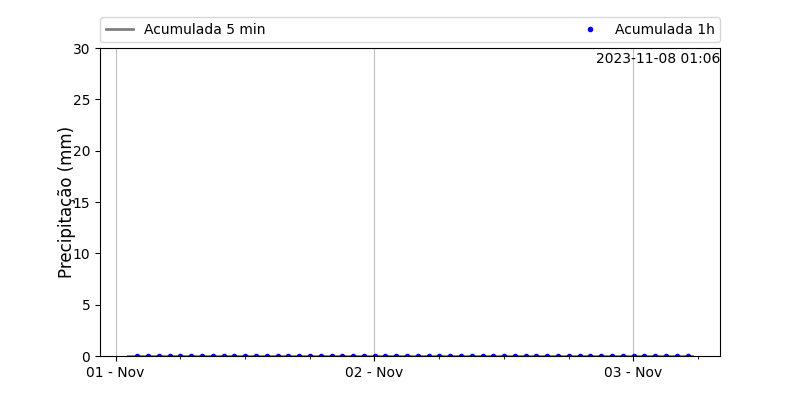 Acumulada 5 min
Acumulada 1h
2023-11-08 01:06
Precipitação (mm)
30
25
20
15
10
5
0
01 - Nov
02 - Nov
03 - Nov